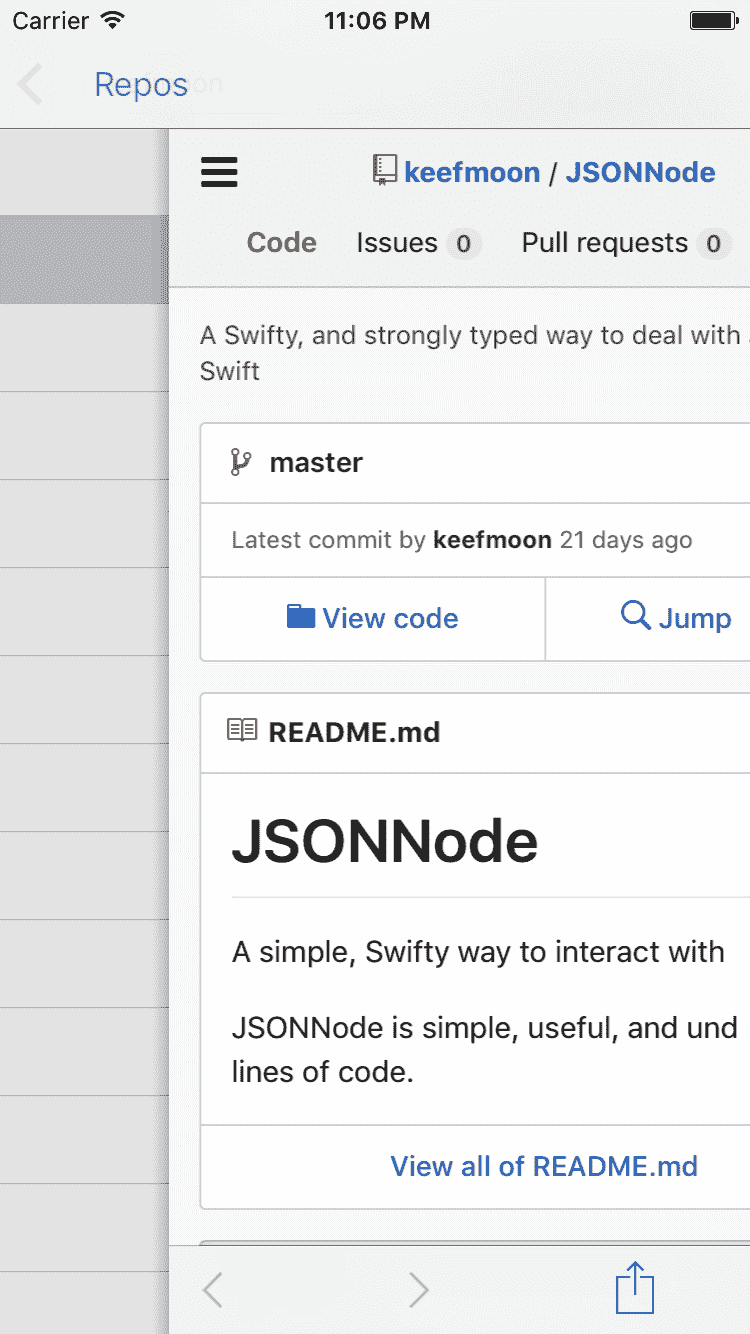 Carrier 11:06 PM
Repos
keefmoon / JSONNode
Code Issues 0 Pull requests 0
A Swifty, and strongly typed way to deal with
Swift
master
Latest commit by keefmoon 21 days ago
View code Jump
README.md
JSONNode
A simple, Swifty way to interact with
JSONNode is simple, useful, and und
lines of code.
View all of README.md